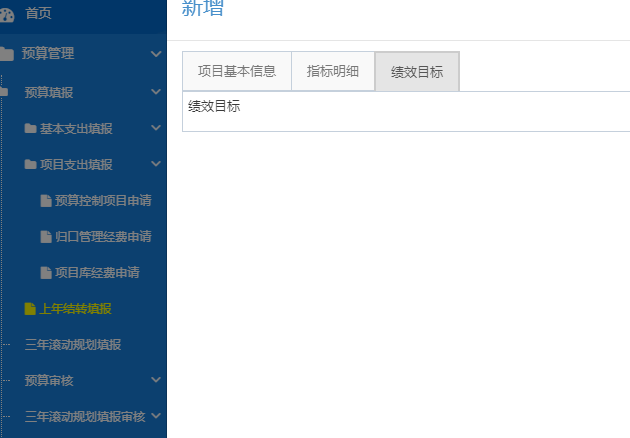 首页
预算管理
预算填报
基本支出填报
项目支出填报
预算控制项目申请
归口管理经费申请
项目库经费申请
上年结转填报
三年滚动规划填报
预算审核
三年滚动规划填报审核
新增
项目基本信息
指标明细
绩效目标
绩效目标